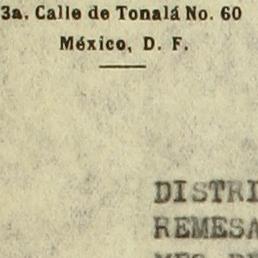 3a. Calle de Tonalá No. 60
México, D. F.
DISTRI
REMESA